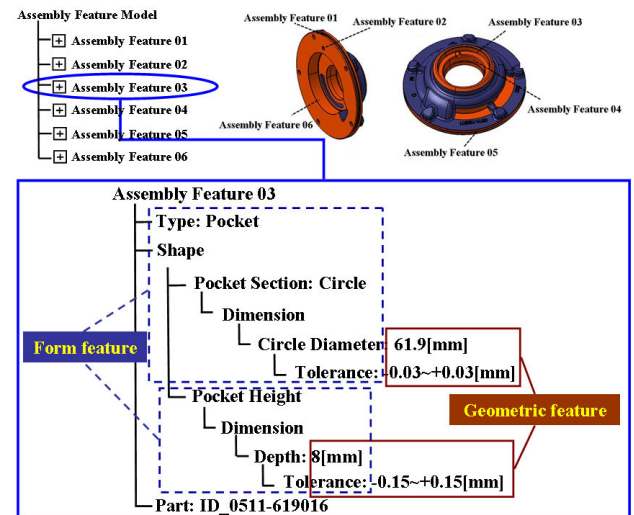 Assembly Feature Model
Assembly Feature 01
Assembly Feature 02
Assembly Feature 03
Assembly Feature 04
Assembly Feature 05
Assembly Feature 06
Assembly Feature 01
Assembly Feature 02
Assembly Feature 06
Assembly Feature 03
Assembly Feature 04
Assembly Feature 05
Assembly Feature 03
Type: Pocket
Shape
Pocket Section: Circle
Dimension
Circle Diameter: 61.9[mm]
Tolerance: -0.03~+0.03[mm]
Pocket Height
Dimension
Depth: 8[mm]
Tolerance: -0.15~+0.15[mm]
Part: ID_0511-619016
Form feature
Geometric feature